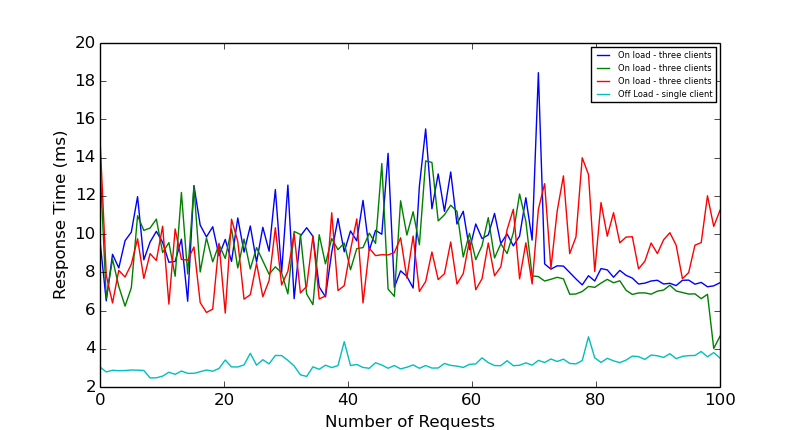 20
18
16
14
12
10
8
6
4
2
Response Time (ms)
On load - three clients
On load - three clients
On load - three clients
Off Load - single client
0 20 40 60 80 100
Number of Requests